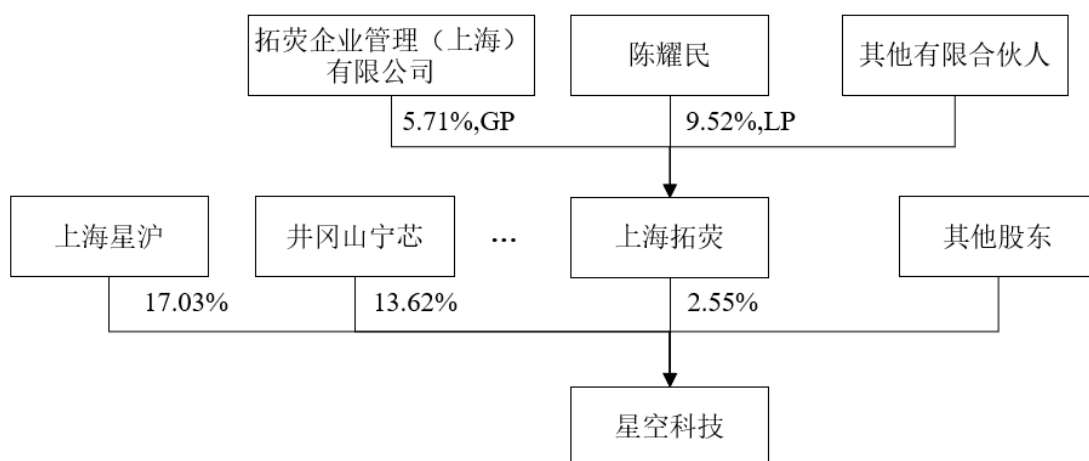 拓荧企业管理（上海）
有限公司
陈耀民
其他有限合伙人
5.71%,GP
9.52%,LP
上海星沪
井冈山宁芯
…
上海拓荧
其他股东
17.03%
13.62%
2.55%
星空科技